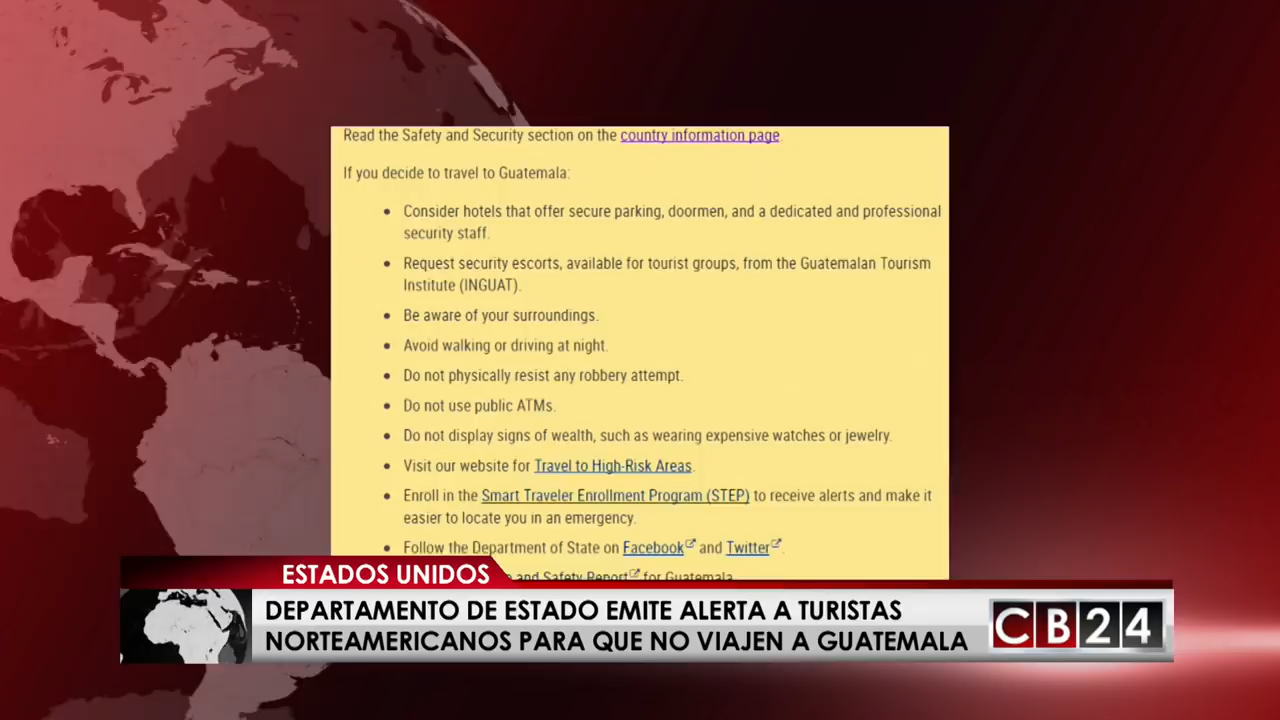 Read the Safety and Security section on the country information page.
If you decide to travel to Guatemala:
• Consider hotels that offer secure parking, doormen, and a dedicated and professional
security staff.
• Request security escorts, available for tourist groups, from the Guatemalan Tourism
Institute (INGUAT).
• Be aware of your surroundings.
• Avoid walking or driving at night.
• Do not physically resist any robbery attempt.
• Do not use public ATMs.
• Do not display signs of wealth, such as wearing expensive watches or jewelry.
• Visit our website for Travel to High-Risk Areas.
• Enroll in the Smart Traveler Enrollment Program (STEP) to receive alerts and make it
easier to locate you in an emergency.
• Follow the Department of State on Facebook and Twitter.
and Safety Report for Guatemala.
ESTADOS UNIDOS
DEPARTAMENTO DE ESTADO EMITE ALERTA A TURISTAS
NORTEAMERICANOS PARA QUE NO VIAJEN A GUATEMALA
CB24